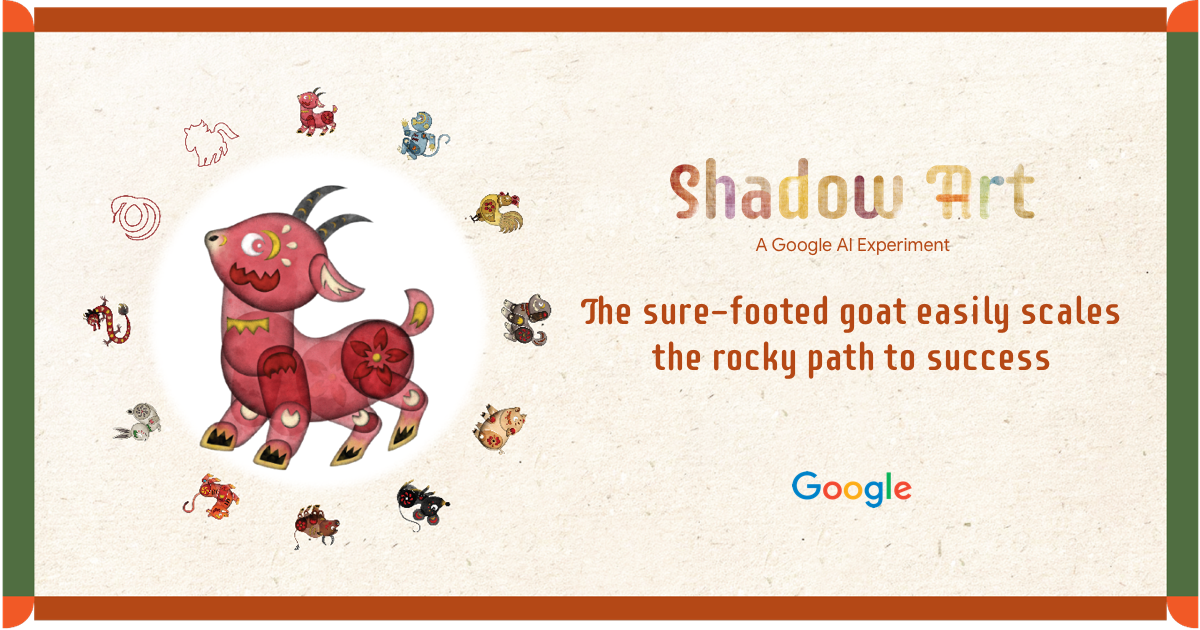 Shadow Art
A Google AI Experiment
The sure-footed goat easily scales
the rocky path to success
Google